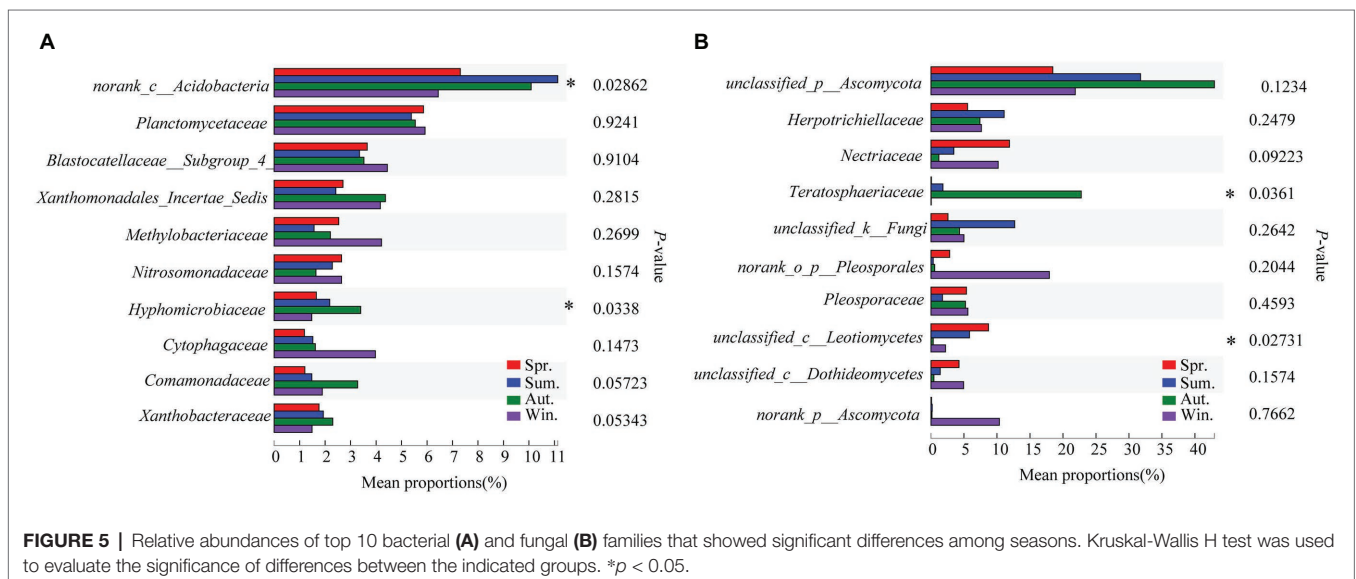 A
norank_c__Acidobacteria
Planctomycetaceae
Blastocatellaceae__Subgroup_4_
Xanthomonadales_Incertae_Sedis
Methylobacteriaceae
Nitrosomonadaceae
Hyphomicrobiaceae
Cytophagaceae
Comamonadaceae
Xanthobacteraceae
* 0.02862
0.9241
0.9104
0.2815
0.2699
0.1574
* 0.0338
0.1473
0.05723
0.05343
P-value
Spr.
Sum.
Aut.
Win.
0 1 2 3 4 5 6 7 8 9 10 11
Mean proportions(%)
B
unclassified_p__Ascomycota
Herpotrichiellaceae
Nectriaceae
Teratosphaeriaceae
unclassified_k__Fungi
norank_o_p__Pleosporales
Pleosporaceae
unclassified_c__Leotiomycetes
unclassified_c__Dothideomycetes
norank_p__Ascomycota
0.1234
0.2479
0.09223
* 0.0361
0.2642
0.2044
0.4593
* 0.02731
0.1574
0.7662
P-value
Spr.
Sum.
Aut.
Win.
0 5 10 15 20 25 30 35 40
Mean proportions(%)
FIGURE 5 | Relative abundances of top 10 bacterial (A) and fungal (B) families that showed significant differences among seasons. Kruskal-Wallis H test was used
to evaluate the significance of differences between the indicated groups. *p < 0.05.